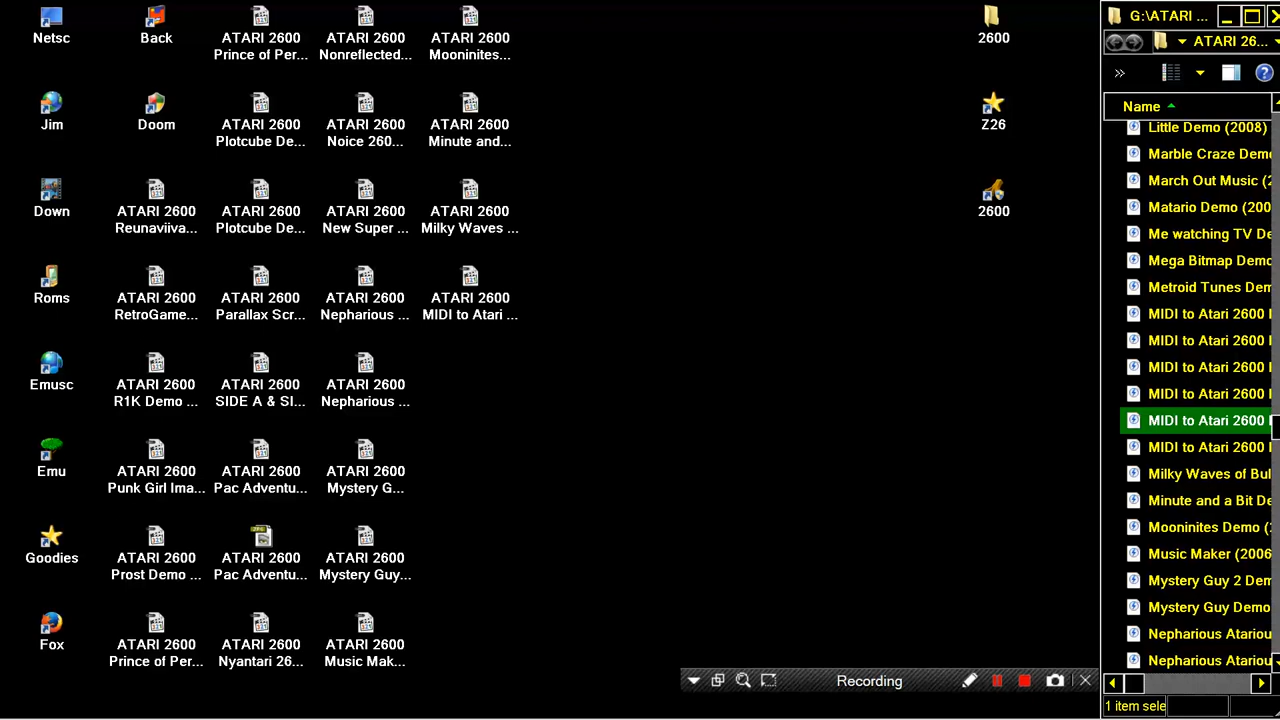 Netsc
Back
ATARI 2600
Prince of Per...
ATARI 2600
Nonreflected...
ATARI 2600
Mooninites...
2600
Jim
Doom
ATARI 2600
Plotcube De...
ATARI 2600
Noice 260...
ATARI 2600
Minute and...
Z26
Down
ATARI 2600
Reunaviiva...
ATARI 2600
Plotcube De...
ATARI 2600
New Super ...
ATARI 2600
Milky Waves ...
2600
Roms
ATARI 2600
RetroGame...
ATARI 2600
Parallax Scr...
ATARI 2600
Nepharious ...
ATARI 2600
MIDI to Atari ...
Emusc
ATARI 2600
R1K Demo ...
ATARI 2600
SIDE A & SI...
ATARI 2600
Nepharious ...
Emu
ATARI 2600
Punk Girl Ima...
ATARI 2600
Pac Adventu...
ATARI 2600
Mystery G...
Goodies
ATARI 2600
Prost Demo ...
ATARI 2600
Pac Adventu...
ATARI 2600
Mystery Guy...
Fox
ATARI 2600
Prince of Per...
ATARI 2600
Nyantari 26...
ATARI 2600
Music Mak...
Recording
G:\ATARI ...
ATARI 26...
Name
Little Demo (2008)
Marble Craze Demo
March Out Music (2
Matario Demo (200
Me watching TV De
Mega Bitmap Demo
Metroid Tunes Dem
MIDI to Atari 2600
MIDI to Atari 2600
MIDI to Atari 2600
MIDI to Atari 2600
MIDI to Atari 2600
MIDI to Atari 2600
Milky Waves of Bul
Minute and a Bit De
Mooninites Demo (
Music Maker (2006
Mystery Guy 2 Dem
Mystery Guy Demo
Nepharious Atariou
Nepharious Atariou
1 item sele